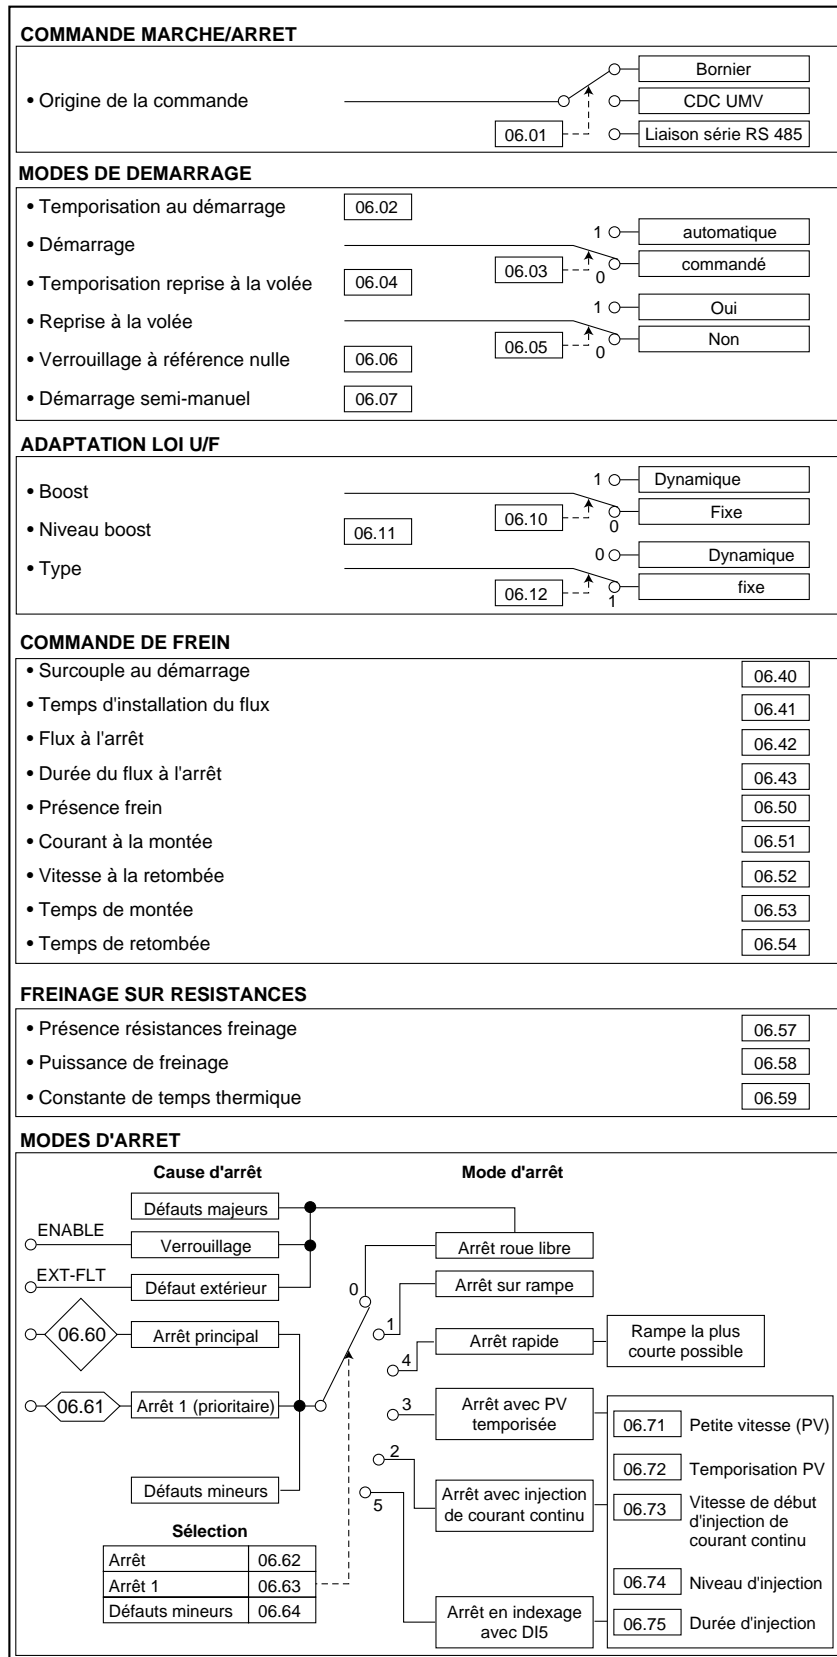 COMMANDE MARCHE/ARRET
Bornier
• Origine de la commande
CDC UMV
06.01
Liaison série RS 485
MODES DE DEMARRAGE
• Temporisation au démarrage
06.02
1
automatique
• Démarrage
06.03
0
commandé
• Temporisation reprise à la volée
06.04
1
Oui
• Reprise à la volée
06.05
0
Non
• Verrouillage à référence nulle
06.06
• Démarrage semi-manuel
06.07
ADAPTATION LOI U/F
1
Dynamique
• Boost
06.10
0
Fixe
• Niveau boost
06.11
0
Dynamique
• Type
06.12
1
fixe
COMMANDE DE FREIN
• Surcouple au démarrage
06.40
• Temps d'installation du flux
06.41
• Flux à l'arrêt
06.42
• Durée du flux à l'arrêt
06.43
• Présence frein
06.50
• Courant à la montée
06.51
• Vitesse à la retombée
06.52
• Temps de montée
06.53
• Temps de retombée
06.54
FREINAGE SUR RESISTANCES
• Présence résistances freinage
06.57
• Puissance de freinage
06.58
• Constante de temps thermique
06.59
MODES D'ARRET
Cause d'arrêt
Mode d'arrêt
Défauts majeurs
ENABLE
Verrouillage
Arrêt roue libre
EXT-FLT
Défaut extérieur
0
Arrêt sur rampe
1
06.60
Arrêt principal
4
Arrêt rapide
Rampe la plus
courte possible
06.61
Arrêt 1 (prioritaire)
3
Arrêt avec PV
temporisée
06.71
Petite vitesse (PV)
2
06.72
Temporisation PV
Défauts mineurs
5
Arrêt avec injection
de courant continu
06.73
Vitesse de début
d'injection de
courant continu
Sélection
Arrêt
06.62
Arrêt 1
06.63
Défauts mineurs
06.64
06.74
Niveau d'injection
Arrêt en indexage
avec DI5
06.75
Durée d'injection